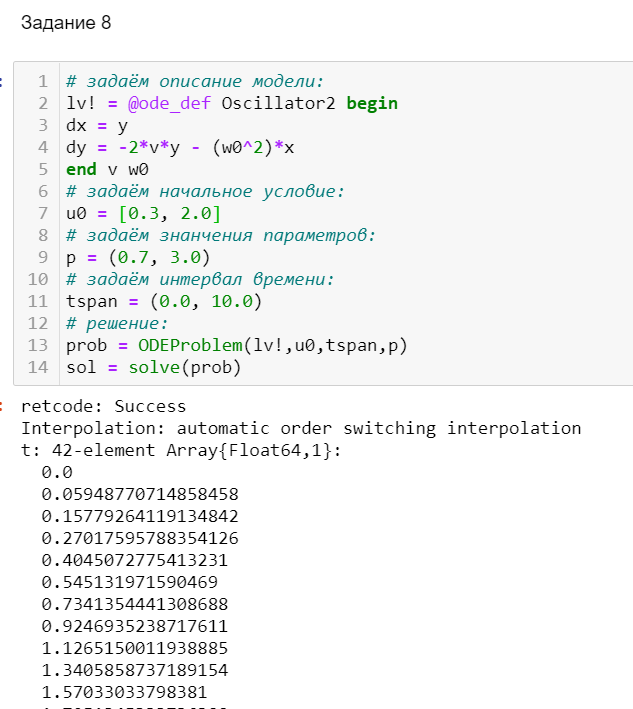 Задание 8
1 # задаём описание модели:
2 lv! = @ode_def Oscillator2 begin
3 dx = y
4 dy = -2*v*y - (w0^2)*x
5 end v w0
6 # задаём начальное условие:
7 u0 = [0.3, 2.0]
8 # задаём знанчения параметров:
9 p = (0.7, 3.0)
10 # задаём интервал времени:
11 tspan = (0.0, 10.0)
12 # решение:
13 prob = ODEProblem(lv!,u0,tspan,p)
14 sol = solve(prob)
retcode: Success
Interpolation: automatic order switching interpolation
t: 42-element Array{Float64,1}:
0.0
0.05948770714858458
0.15779264119134842
0.27017595788354126
0.4045072775413231
0.545131971590469
0.7341354441308688
0.9246935238717611
1.1265150011938885
1.3405858737189154
1.57033033798381